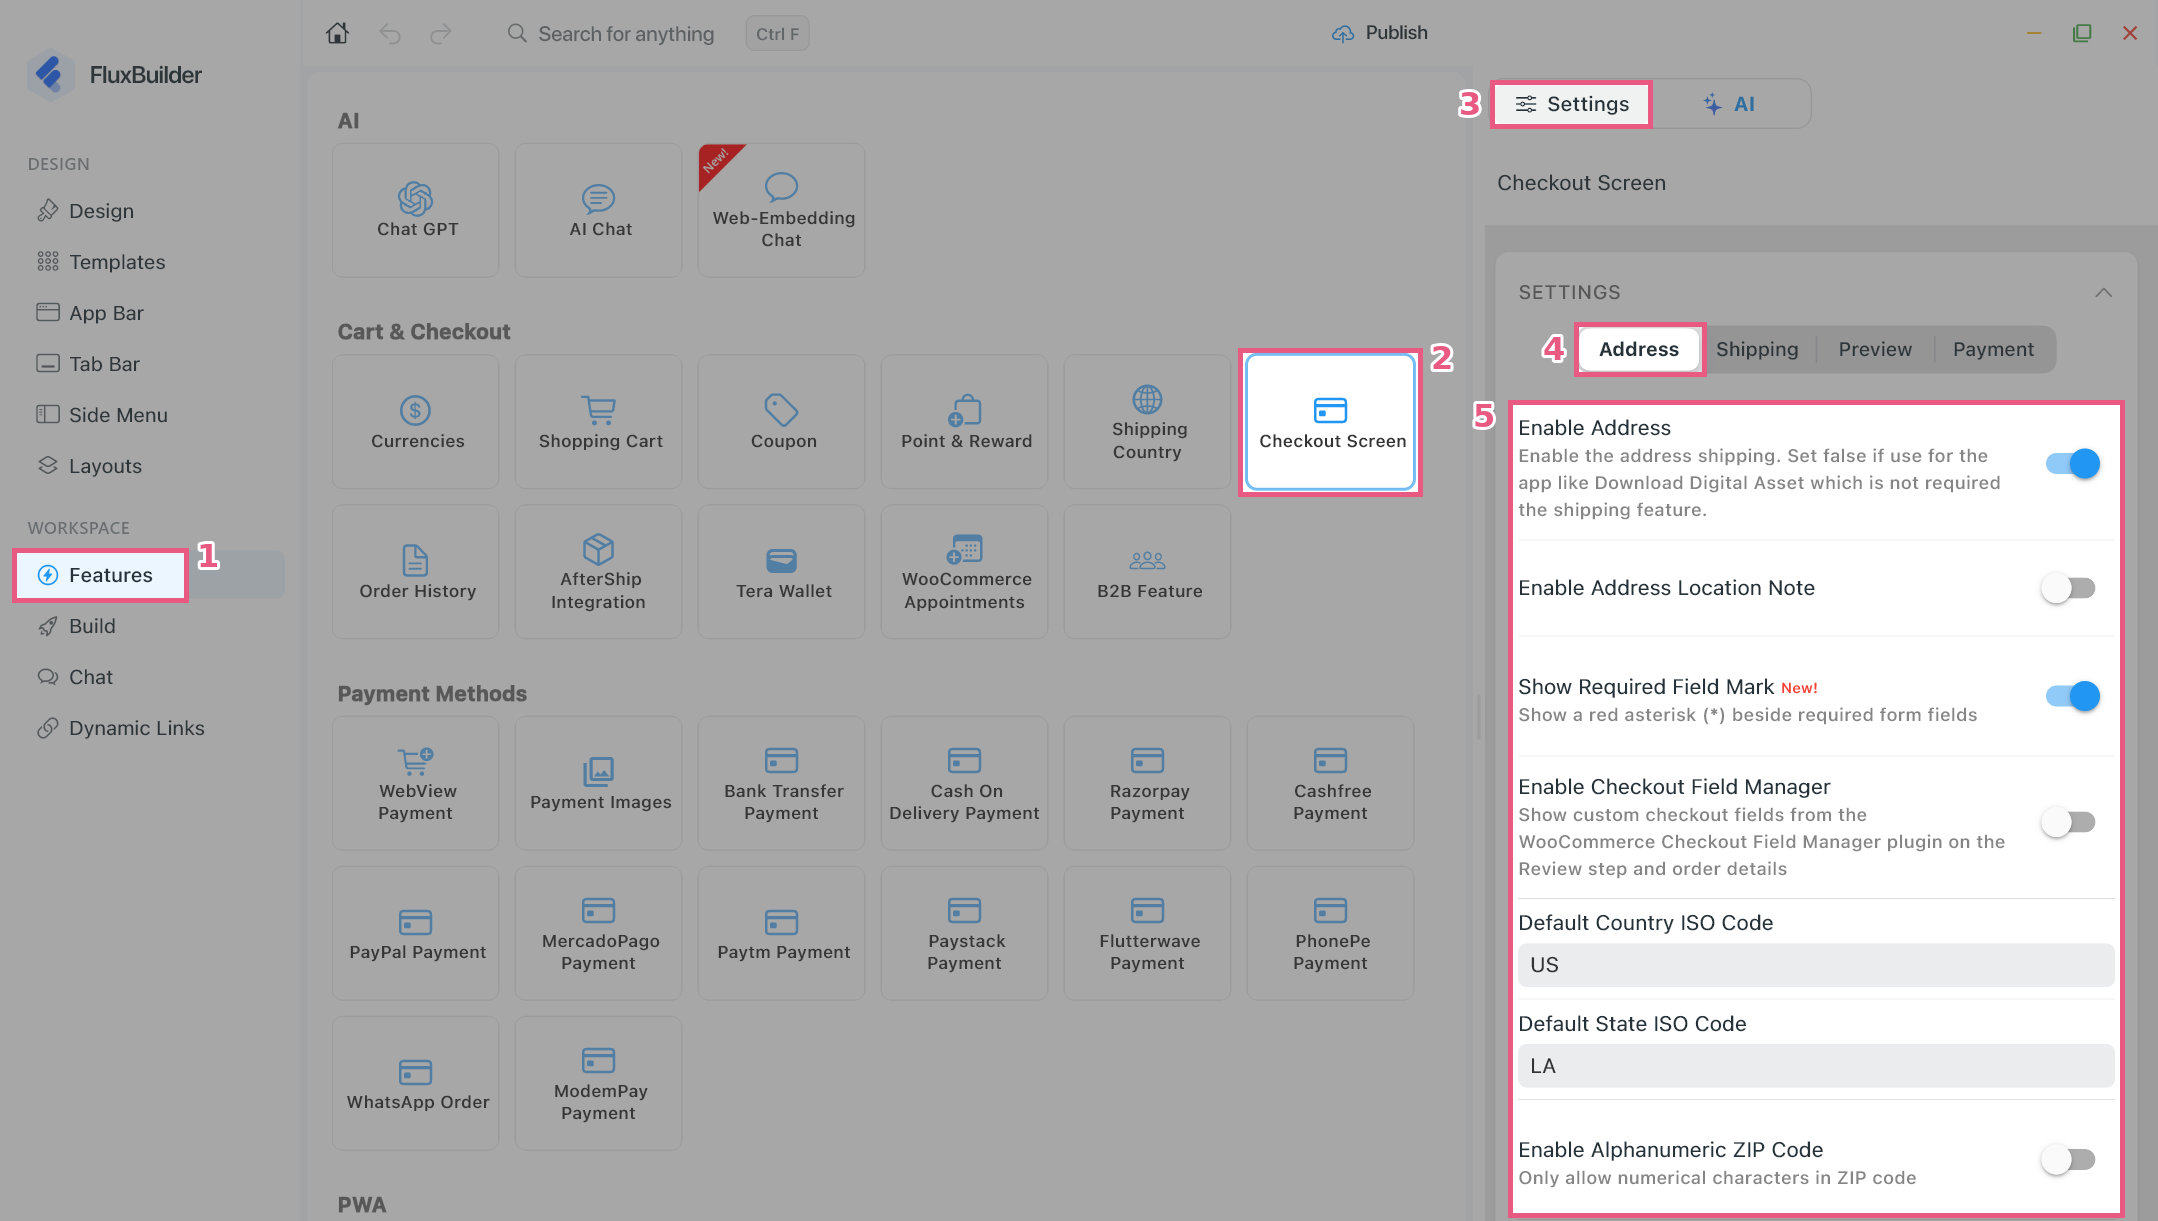 Search for anything
Ctrl F
Publish
FluxBuilder
DESIGN
Design
Templates
App Bar
Tab Bar
Side Menu
Layouts
WORKSPACE
Features
1
Build
Chat
Dynamic Links
AI
Chat GPT
AI Chat
New!
Web-Embedding
Chat
Cart & Checkout
Currencies
Shopping Cart
Coupon
Point & Reward
Shipping
Country
Checkout Screen
2
Order History
AfterShip
Integration
Tera Wallet
WooCommerce
Appointments
B2B Feature
Payment Methods
WebView
Payment
Payment Images
Bank Transfer
Payment
Cash On
Delivery Payment
Razorpay
Payment
Cashfree
Payment
PayPal Payment
MercadoPago
Payment
Paytm Payment
Paystack
Payment
Flutterwave
Payment
PhonePe
Payment
WhatsApp Order
ModemPay
Payment
PWA
3
Settings
AI
Checkout Screen
SETTINGS
4
Address
Shipping
Preview
Payment
5
Enable Address
Enable the address shipping. Set false if use for the
app like Download Digital Asset which is not required
the shipping feature.
Enable Address Location Note
Show Required Field Mark New!
Show a red asterisk (*) beside required form fields
Enable Checkout Field Manager
Show custom checkout fields from the
WooCommerce Checkout Field Manager plugin on the
Review step and order details
Default Country ISO Code
US
Default State ISO Code
LA
Enable Alphanumeric ZIP Code
Only allow numerical characters in ZIP code